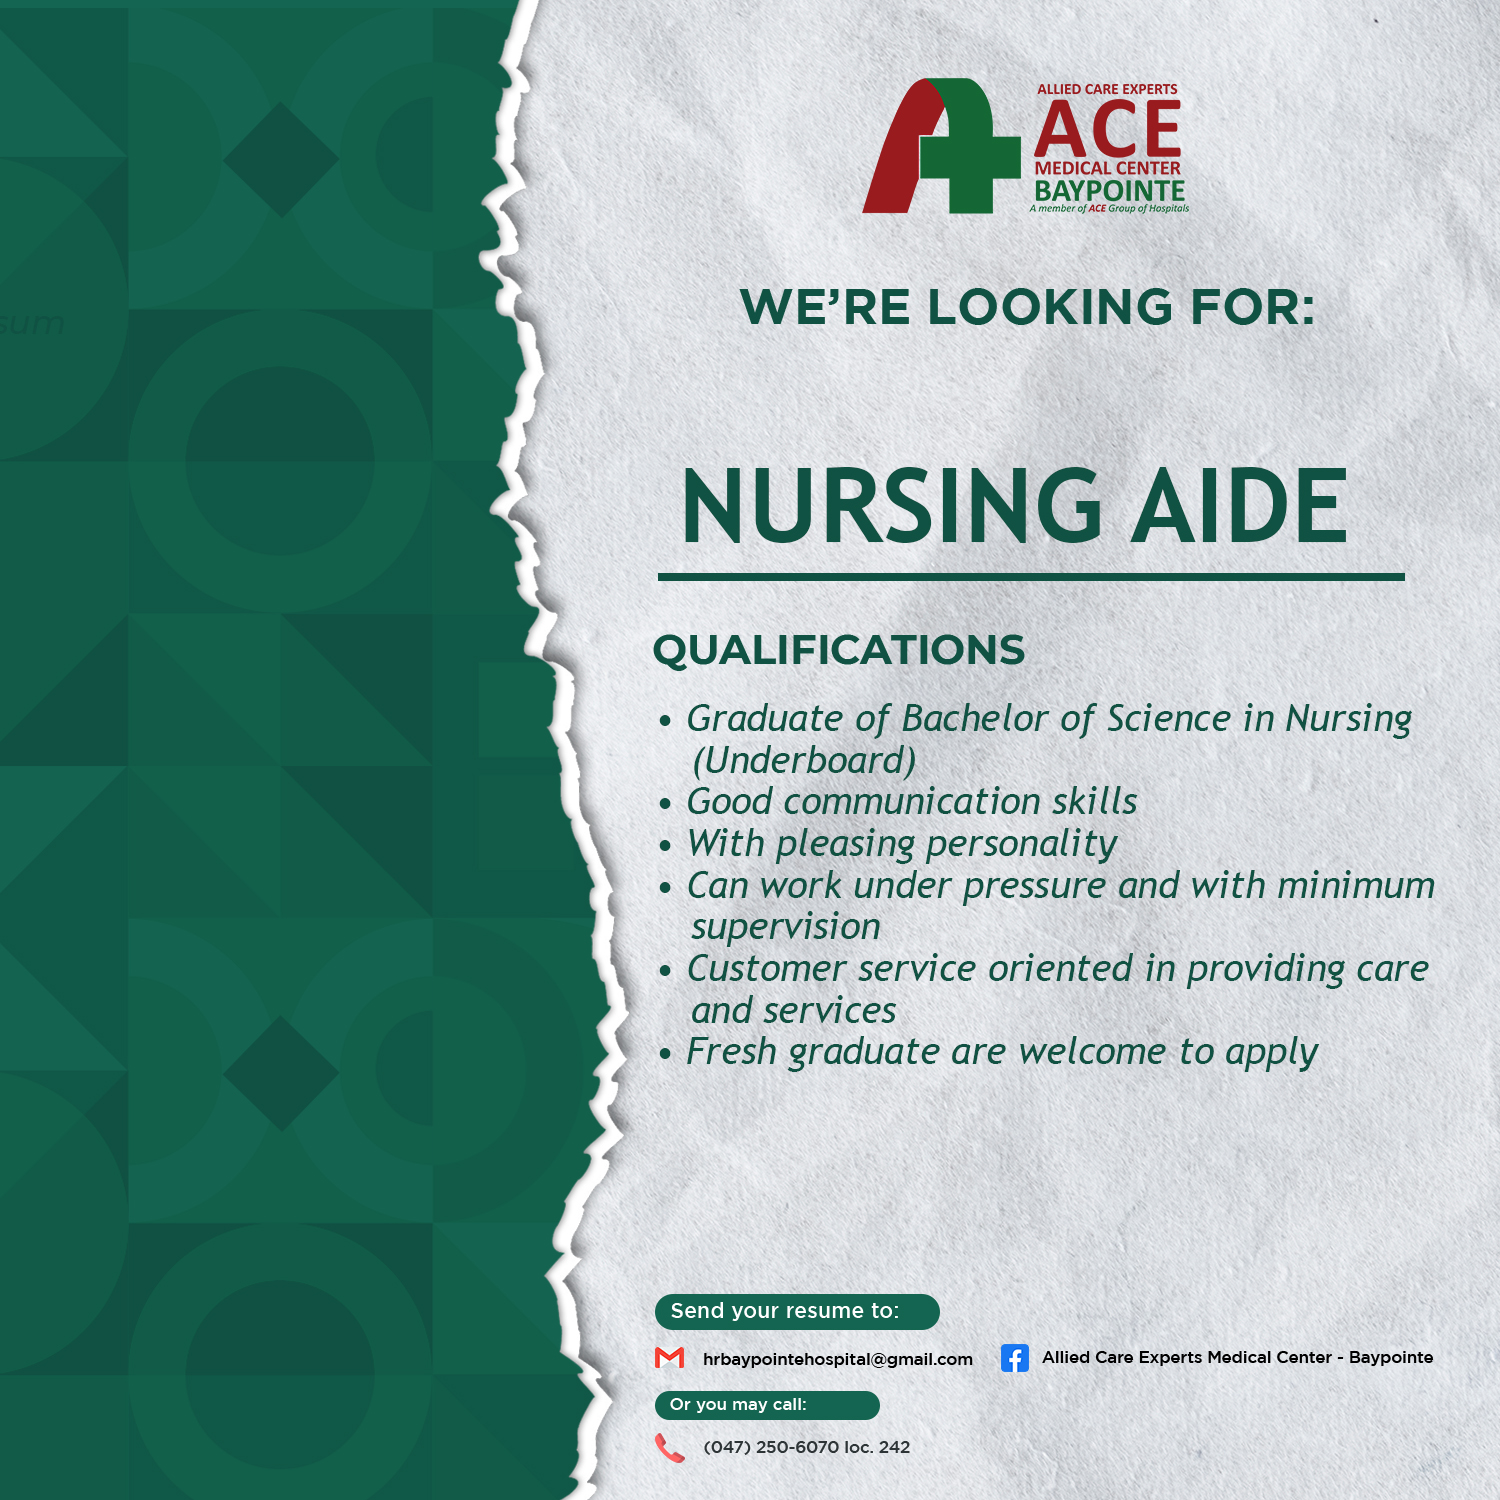 ALLIED CARE EXPERTS
ACE
MEDICAL CENTER
BAYPOINTE
A member of ACE Group of Hospitals
WE'RE LOOKING FOR:
sum
NURSING AIDE
QUALIFICATIONS
• Graduate of Bachelor of Science in Nursing
(Underboard)
• Good communication skills
• With pleasing personality
• Can work under pressure and with minimum
supervision
• Customer service oriented in providing care
and services
• Fresh graduate are welcome to apply
Send your resume to:
hrbaypointehospital@gmail.com
Allied Care Experts Medical Center - Baypointe
Or you may call:
(047) 250-6070 loc. 242